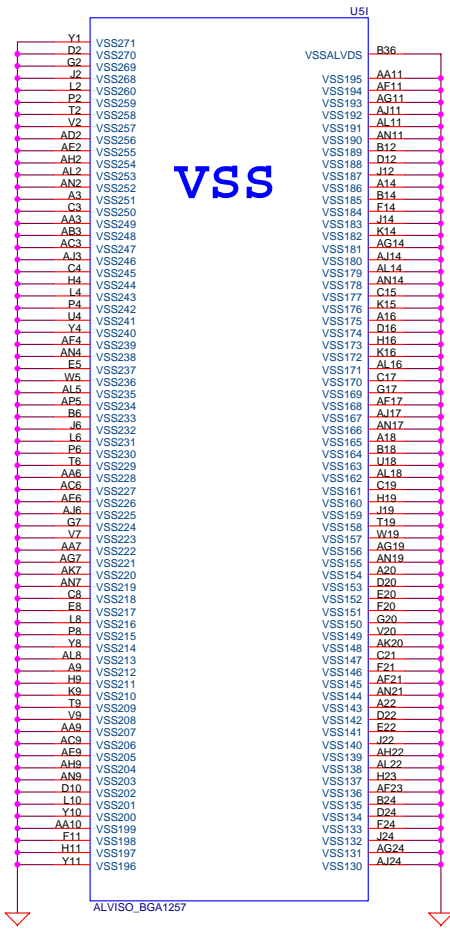 U5I
VSS
Y1 VSS271
D2 VSS270
G2 VSS269
J2 VSS268
L2 VSS260
P2 VSS259
T2 VSS258
V2 VSS257
AD2 VSS256
AE2 VSS255
AH2 VSS254
AL2 VSS253
AN2 VSS252
A3 VSS251
C3 VSS250
AA3 VSS249
AB3 VSS248
AC3 VSS247
AJ3 VSS246
C4 VSS245
H4 VSS244
L4 VSS243
P4 VSS242
U4 VSS241
Y4 VSS240
AF4 VSS239
AN4 VSS238
E5 VSS237
W5 VSS236
AL5 VSS235
AP5 VSS234
B6 VSS233
J6 VSS232
L6 VSS231
P6 VSS230
T6 VSS229
AA6 VSS228
AC6 VSS227
AE6 VSS226
AJ6 VSS225
G7 VSS224
V7 VSS223
AA7 VSS222
AG7 VSS221
AK7 VSS220
AN7 VSS219
C8 VSS218
E8 VSS217
L8 VSS216
P8 VSS215
Y8 VSS214
AL8 VSS213
A9 VSS212
H9 VSS211
K9 VSS210
T9 VSS209
V9 VSS208
AA9 VSS207
AC9 VSS206
AE9 VSS205
AH9 VSS204
AN9 VSS203
D10 VSS202
L10 VSS201
Y10 VSS200
AA10 VSS199
F11 VSS198
H11 VSS197
Y11 VSS196
VSSALVDS B36
VSS195 AA11
VSS194 AF11
VSS193 AG11
VSS192 AJ11
VSS191 AL11
VSS190 AN11
VSS189 B12
VSS188 D12
VSS187 J12
VSS186 A14
VSS185 B14
VSS184 F14
VSS183 J14
VSS182 K14
VSS181 AG14
VSS180 AJ14
VSS179 AL14
VSS178 AN14
VSS177 C15
VSS176 K15
VSS175 A16
VSS174 D16
VSS173 H16
VSS172 K16
VSS171 AL16
VSS170 C17
VSS169 G17
VSS168 AF17
VSS167 AJ17
VSS166 AN17
VSS165 A18
VSS164 B18
VSS163 U18
VSS162 AL18
VSS161 C19
VSS160 H19
VSS159 J19
VSS158 T19
VSS157 W19
VSS156 AG19
VSS155 AN19
VSS154 A20
VSS153 D20
VSS152 E20
VSS151 F20
VSS150 G20
VSS149 V20
VSS148 AK20
VSS147 C21
VSS146 F21
VSS145 AF21
VSS144 AN21
VSS143 A22
VSS142 D22
VSS141 E22
VSS140 J22
VSS139 AH22
VSS138 AL22
VSS137 H23
VSS136 AF23
VSS135 B24
VSS134 D24
VSS133 F24
VSS132 J24
VSS131 AG24
VSS130 AJ24
ALVISO_BGA1257